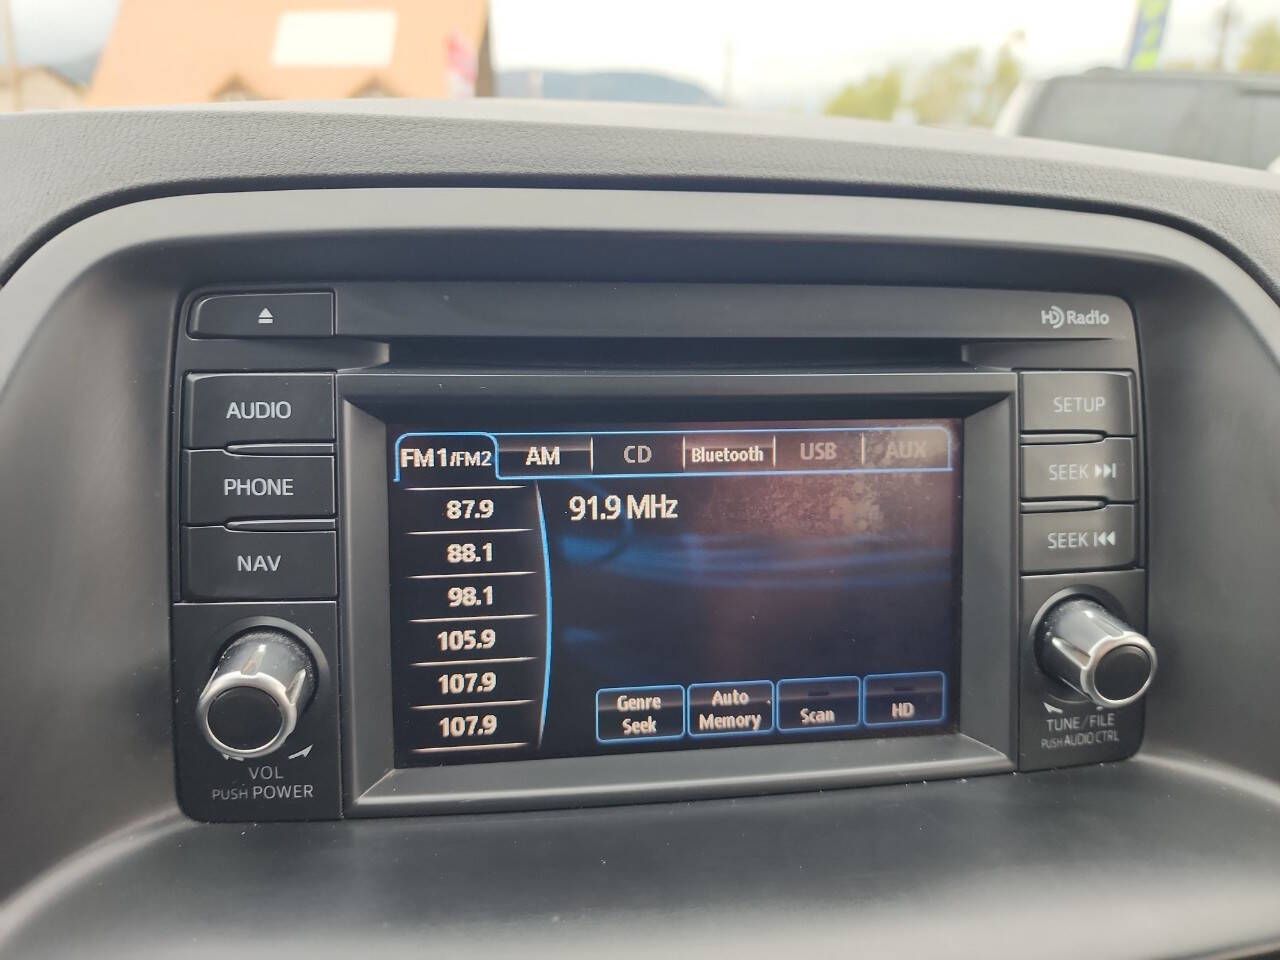 HD Radio
AUDIO
PHONE
NAV
VOL
PUSH POWER
FM1/FM2
AM
CD
Bluetooth
USB
AUX
87.9
88.1
98.1
105.9
107.9
107.9
91.9 MHz
Genre
Seek
Auto
Memory
Scan
HD
SETUP
SEEK
SEEK
TUNE/FILE
PUSH AUDIO CTRL